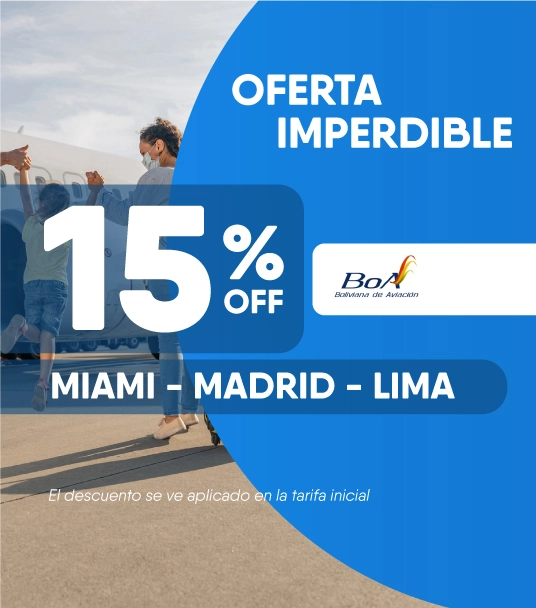 OFERTA
IMPERDIBLE
15%
OFF
BoA
Boliviana de Aviación
MIAMI - MADRID - LIMA
El descuento se ve aplicado en la tarifa inicial